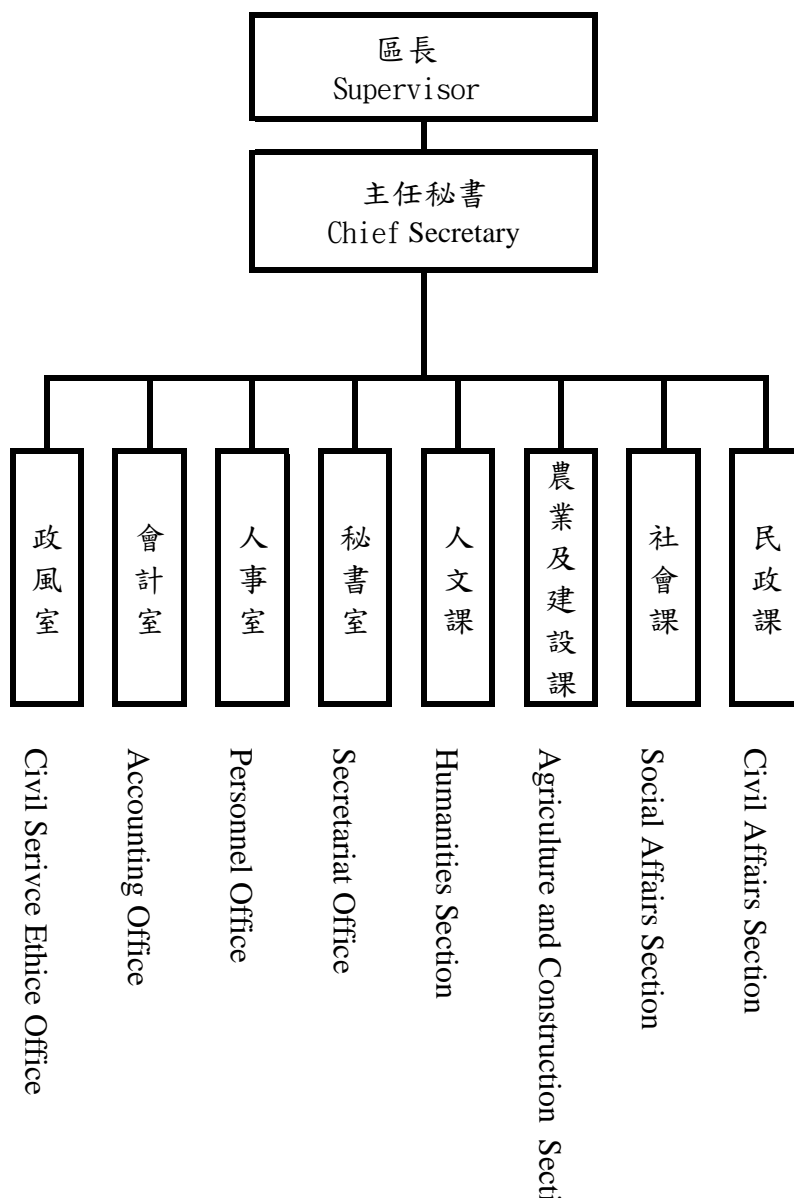 區長
Supervisor
主任秘書
Chief Secretary
政風室
會計室
人事室
秘書室
人文課
農業及建設課
社會課
民政課
Civil Serivce Ethice Office
Accounting Office
Personnel Office
Secretariat Office
Humanities Section
Agriculture and Construction Secti
Social Affairs Section
Civil Affairs Section